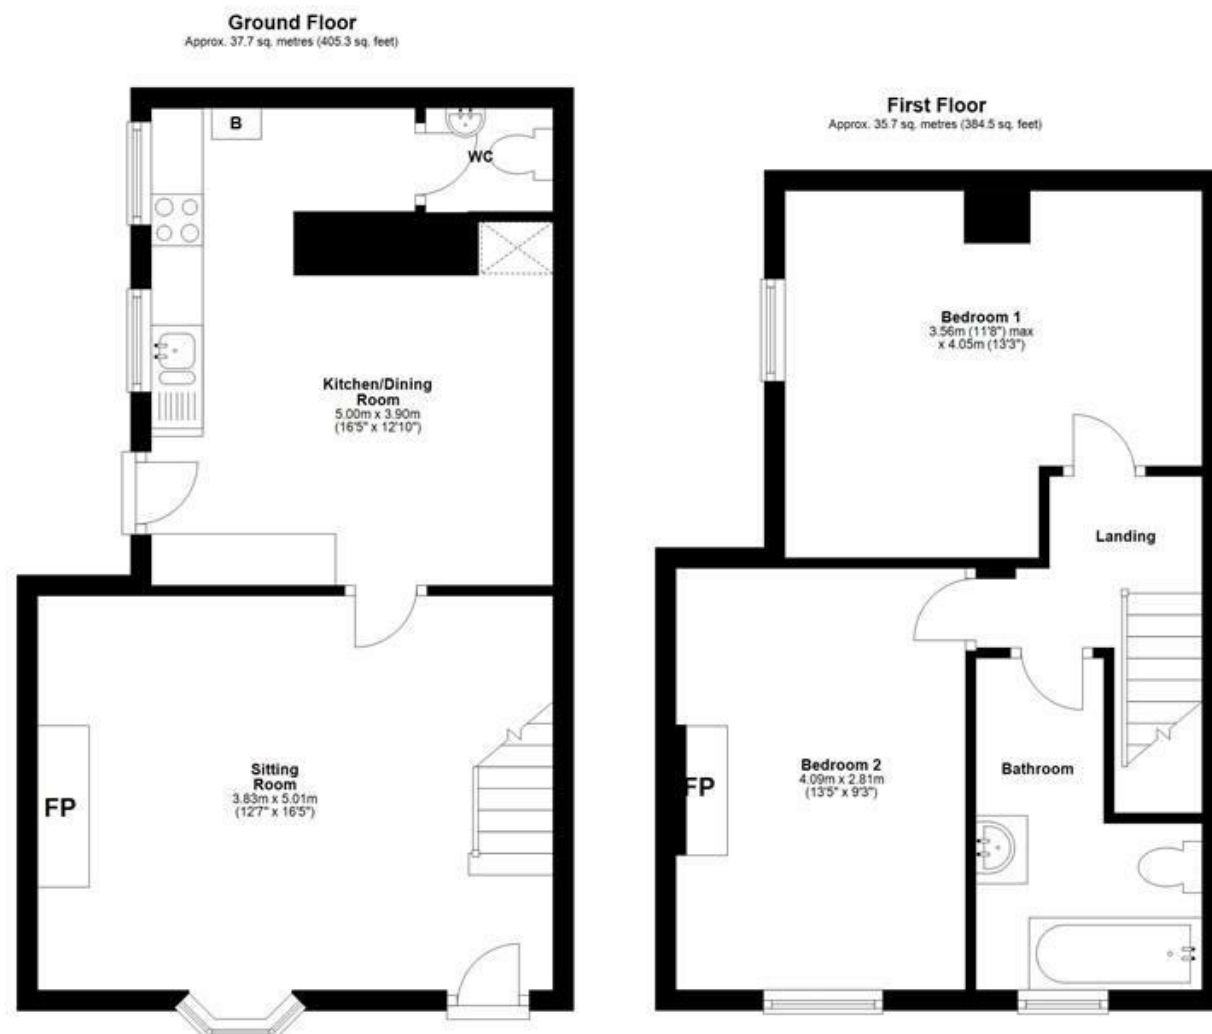 Ground Floor
Approx. 37.7 sq. metres (405.3 sq. feet)
B
WC
Kitchen/Dining
Room
5.00m x 3.90m
(16'5" x 12'10")
Sitting
Room
3.83m x 5.01m
(12'7" x 16'5")
FP
First Floor
Approx. 35.7 sq. metres (384.5 sq. feet)
Bedroom 1
3.56m (11'8") max
x 4.05m (13'3")
Landing
Bedroom 2
4.09m x 2.81m
(13'5" x 9'3")
FP
Bathroom